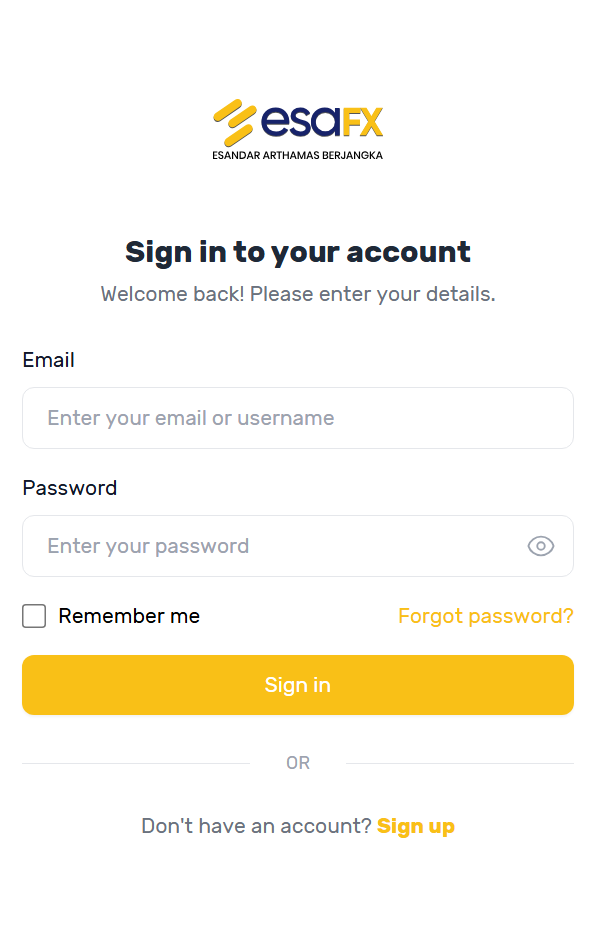 esaFX
ESANDAR ARTHAMAS BERJANGKA
Sign in to your account
Welcome back! Please enter your details.
Email
Enter your email or username
Password
Enter your password
Remember me
Forgot password?
Sign in
OR
Don't have an account? Sign up